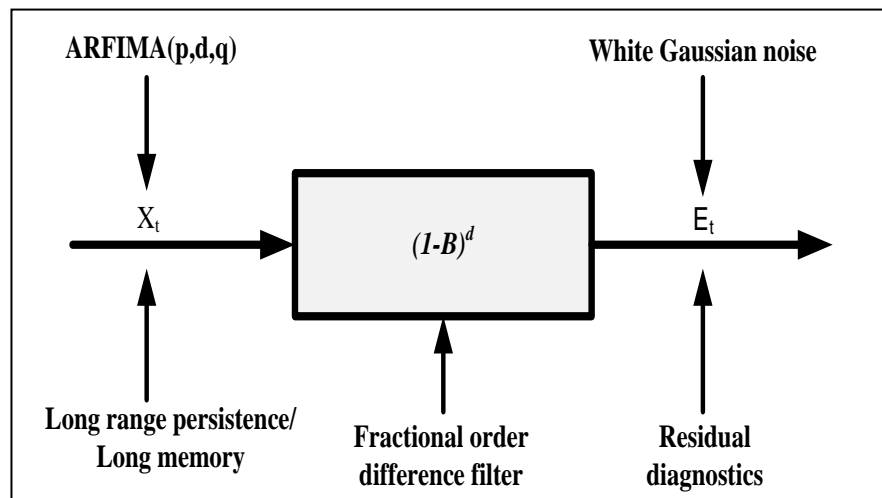 ARFIMA(p,d,q)
White Gaussian noise
X_t
(1-B)^d
E_t
Long range persistence/
Long memory
Fractional order
difference filter
Residual
diagnostics